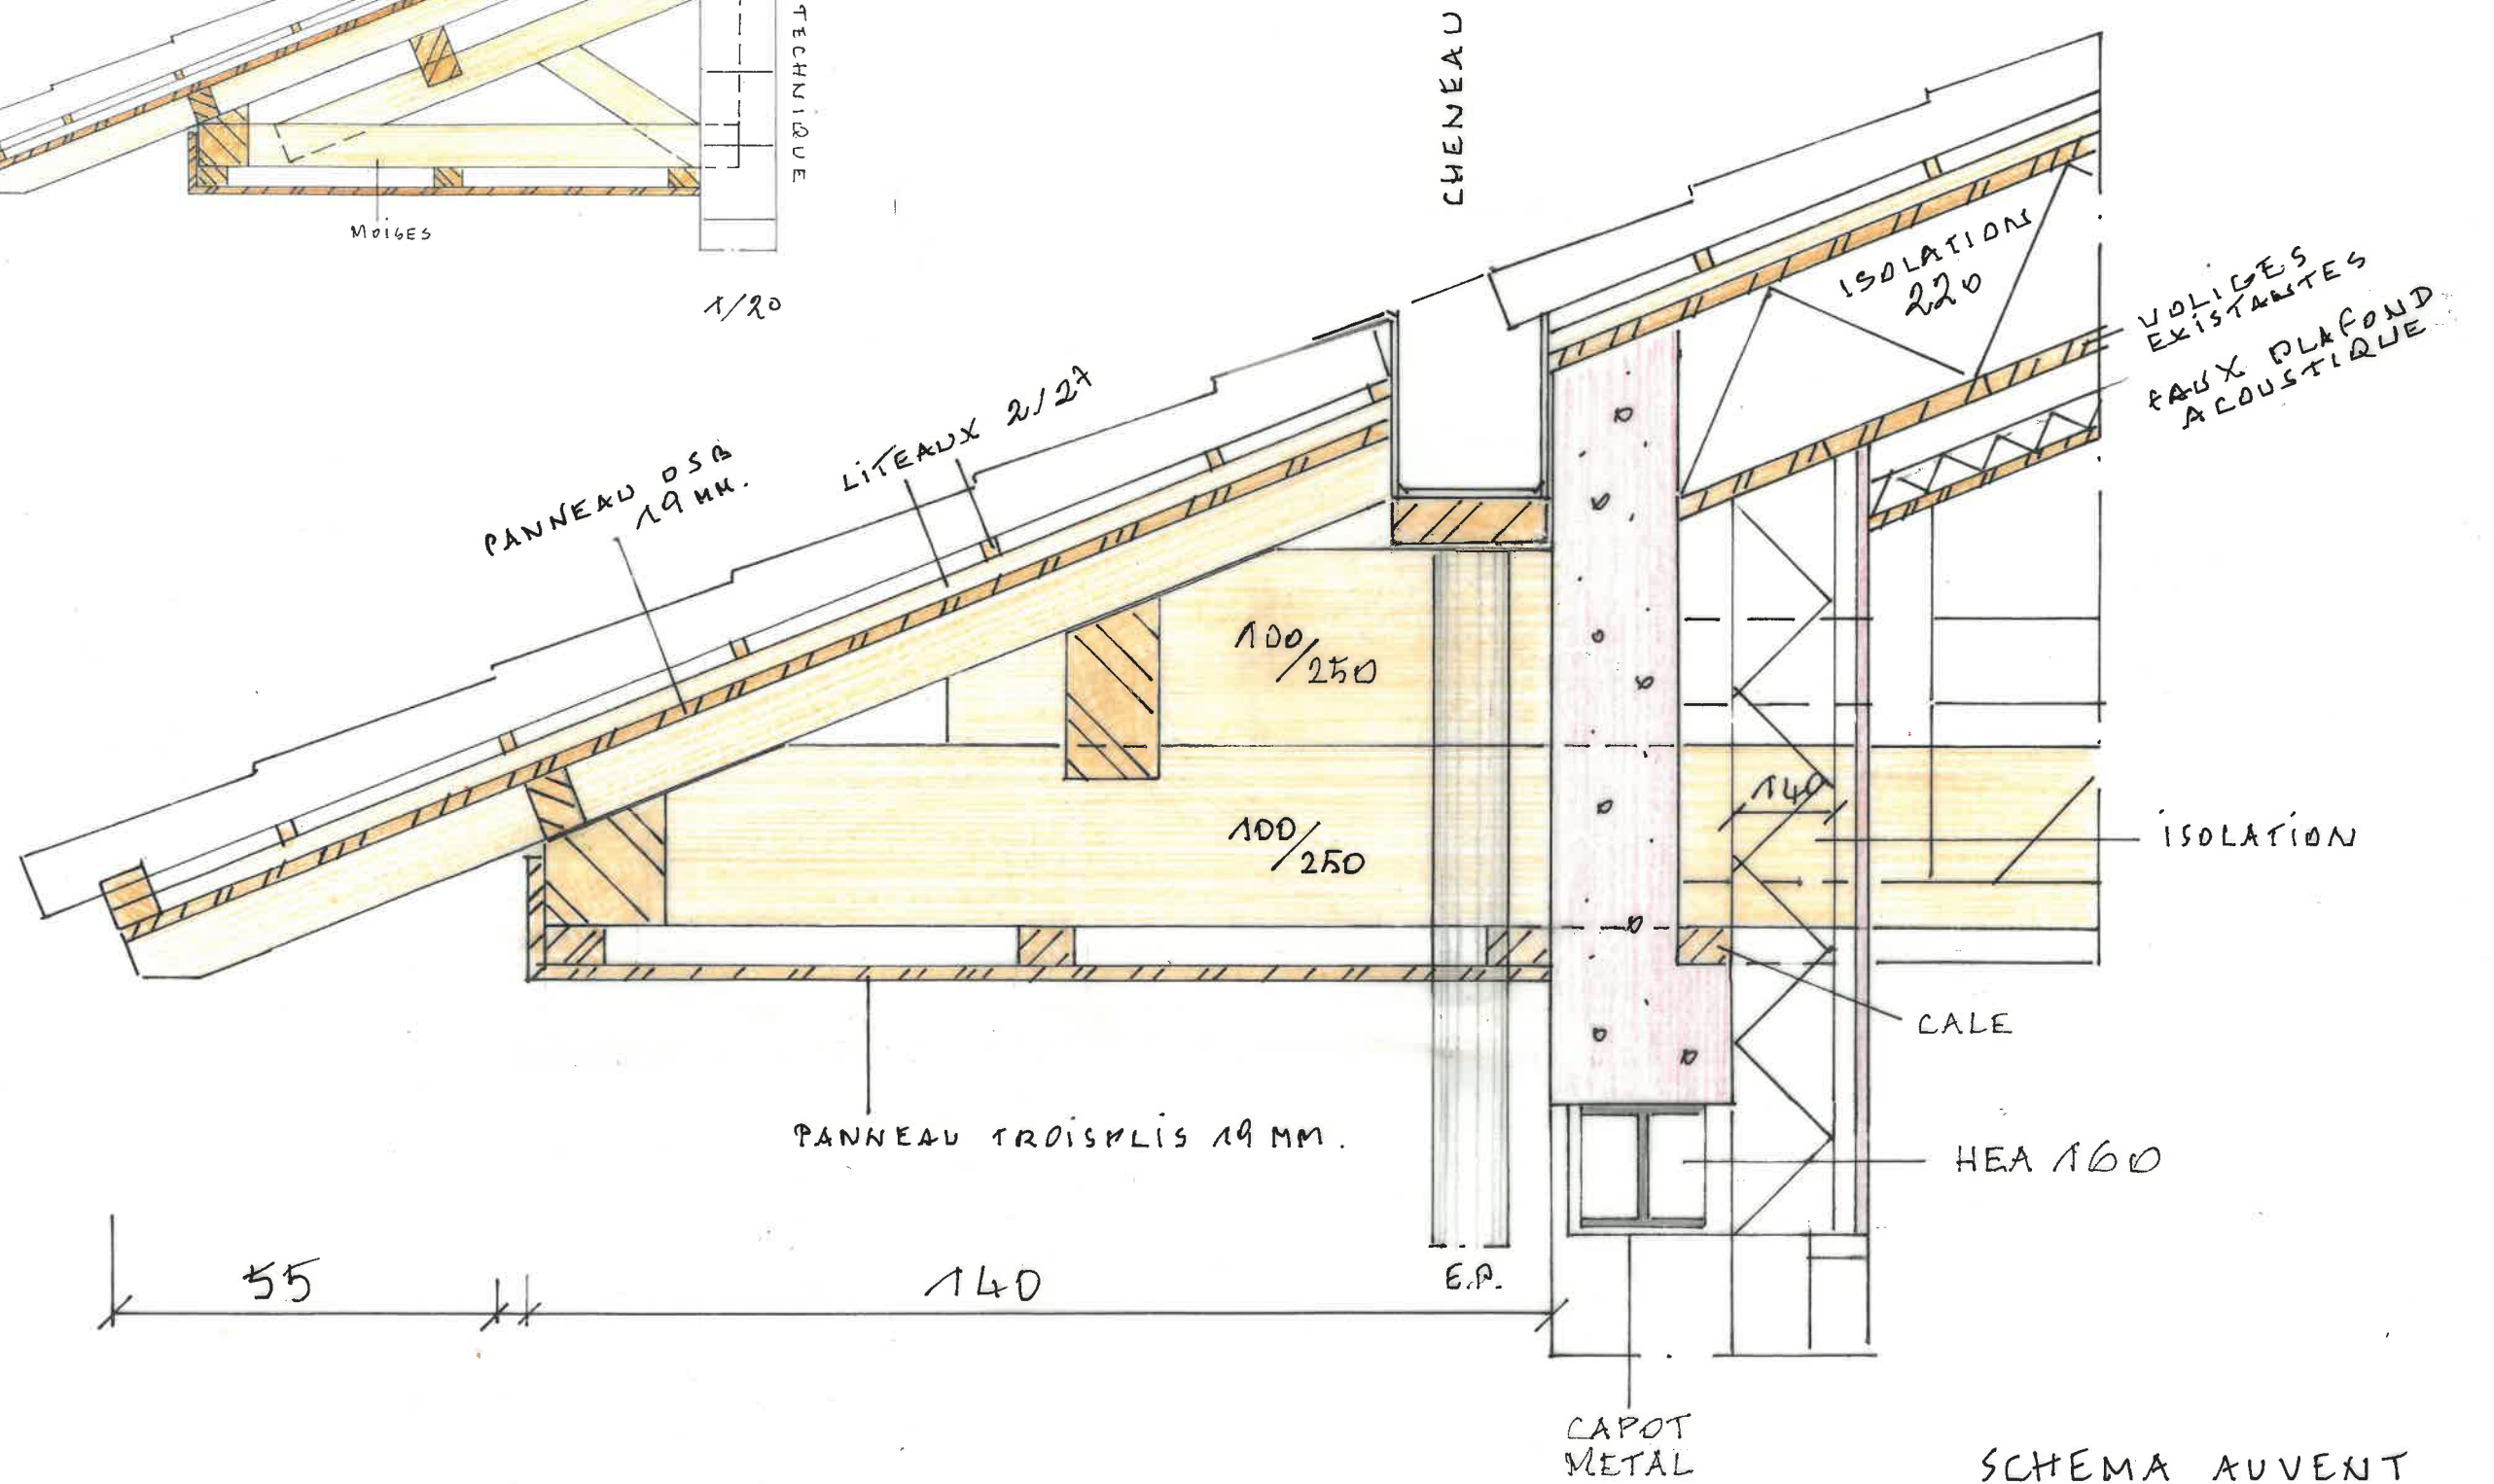 TECHNIQUE
MOISES
1/20
CHENEAU
ISOLATION
220
VOLIGES
EXISTANTES
FAUX PLAFOND
ACOUSTIQUE
PANNEAU OSB
19 MM.
LITEAUX 2/27
100/250
100/250
140
ISOLATION
CALE
PANNEAU TROISPLIS 19 MM.
HEA 160
55
140
E.P.
CAPOT
METAL
SCHEMA AUVENT